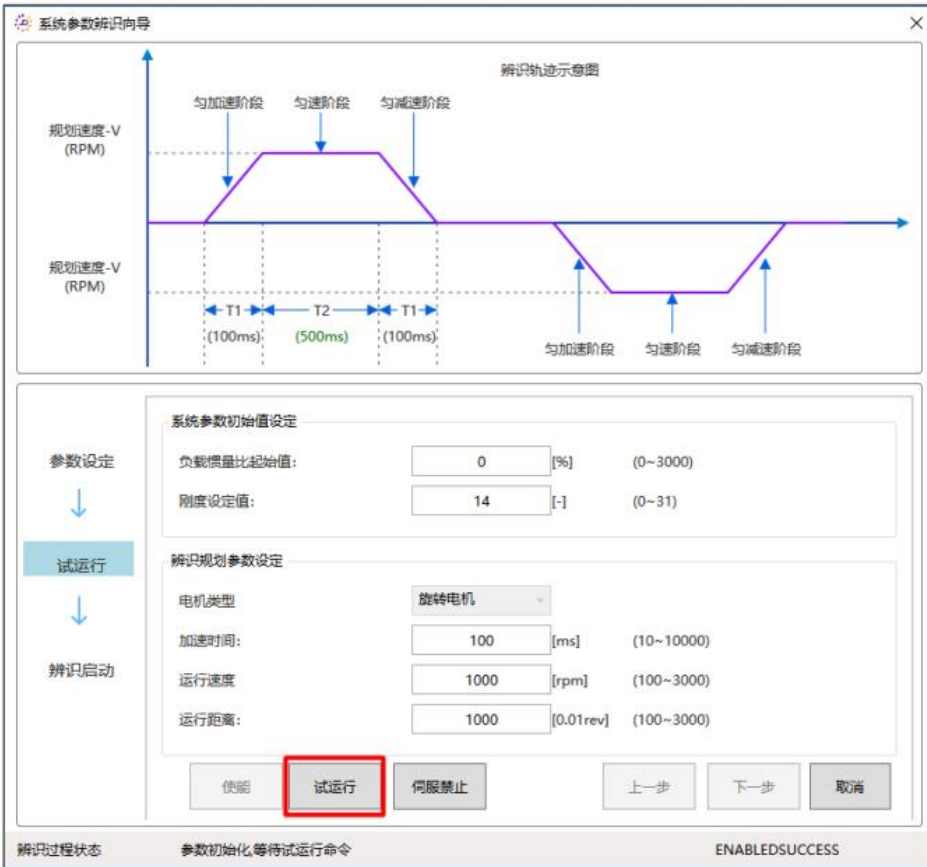 系统参数辨识向导
辨识轨迹示意图
匀加速阶段 匀速阶段 匀减速阶段
规划速度-V
(RPM)
规划速度-V
(RPM)
T1 T2 T1
(100ms) (500ms) (100ms)
匀加速阶段 匀速阶段 匀减速阶段
参数设定
试运行
辨识启动
系统参数初始值设定
负载惯量比起始值: 0 [%] (0~3000)
刚度设定值: 14 [-] (0~31)
辨识规划参数设定
电机类型 旋转电机
加速时间: 100 [ms] (10~10000)
运行速度 1000 [rpm] (100~3000)
运行距离: 1000 [0.01rev] (100~3000)
使能 试运行 伺服禁止 上一步 下一步 取消
辨识过程状态 参数初始化,等待试运行命令 ENABLEDSUCCESS